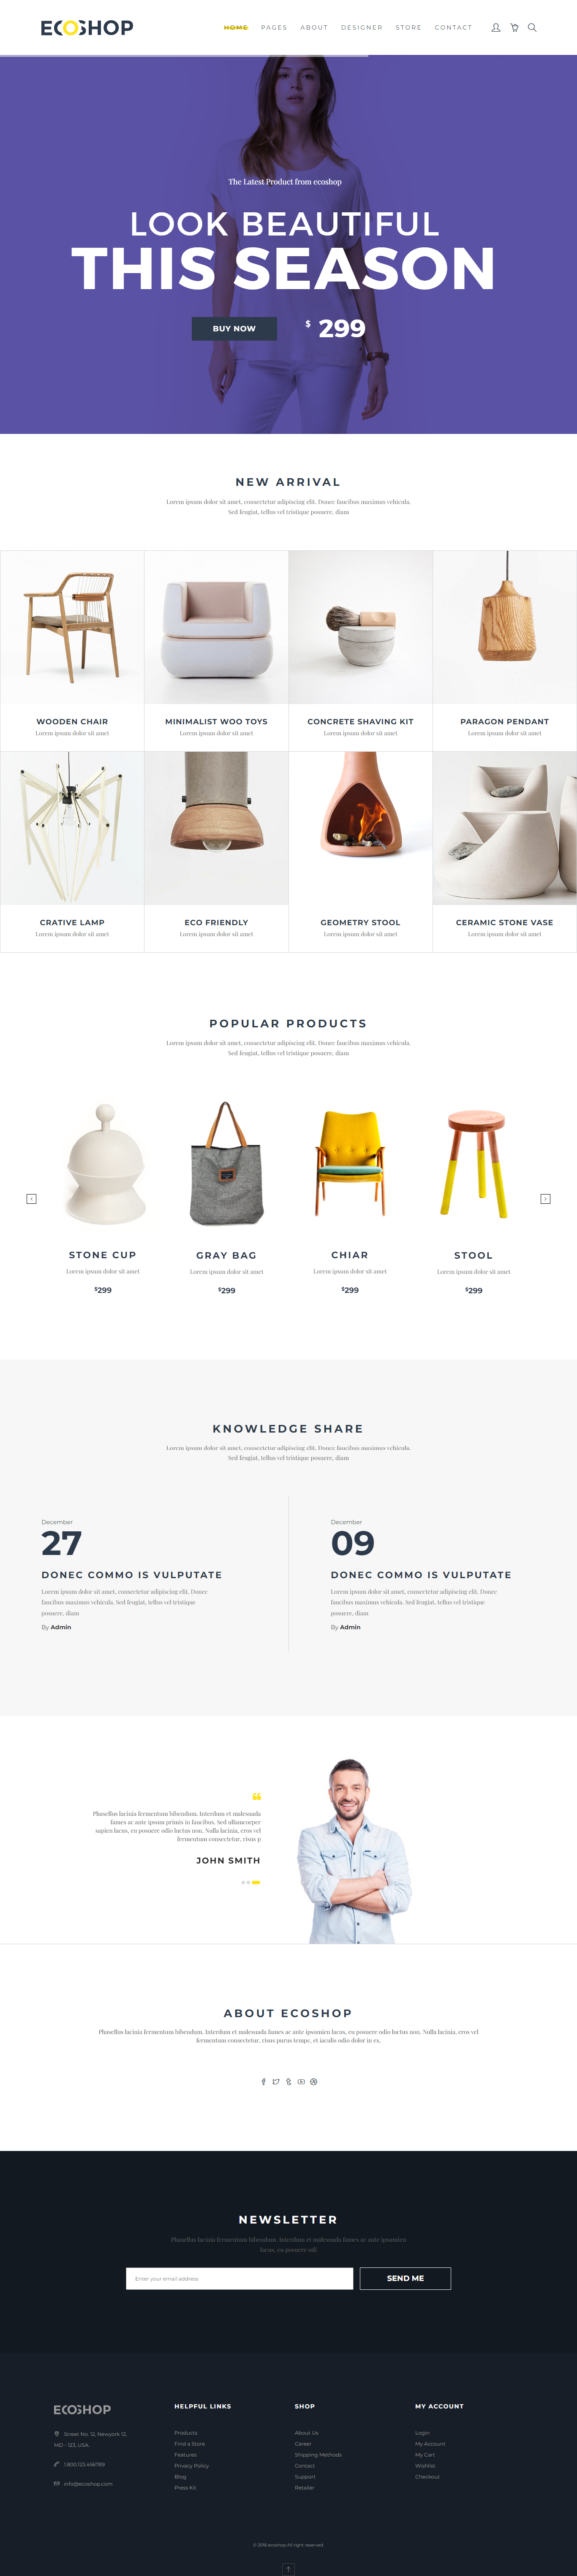 ECOSHOP
HOME PAGES ABOUT DESIGNER STORE CONTACT
The Latest Product from ecoshop
LOOK BEAUTIFUL
THIS SEASON
BUY NOW $ 299
NEW ARRIVAL
Lorem ipsum dolor sit amet, consectetur adipiscing elit. Donec faucibus maximus vehicula.
Sed feugiat, tellus vel tristique posuere, diam
WOODEN CHAIR MINIMALIST WOO TOYS CONCRETE SHAVING KIT PARAGON PENDANT
Lorem ipsum dolor sit amet Lorem ipsum dolor sit amet Lorem ipsum dolor sit amet Lorem ipsum dolor sit amet
CRATIVE LAMP ECO FRIENDLY GEOMETRY STOOL CERAMIC STONE VASE
Lorem ipsum dolor sit amet Lorem ipsum dolor sit amet Lorem ipsum dolor sit amet Lorem ipsum dolor sit amet
POPULAR PRODUCTS
Lorem ipsum dolor sit amet, consectetur adipiscing elit. Donec faucibus maximus vehicula.
Sed feugiat, tellus vel tristique posuere, diam
STONE CUP GRAY BAG CHIAR STOOL
Lorem ipsum dolor sit amet Lorem ipsum dolor sit amet Lorem ipsum dolor sit amet Lorem ipsum dolor sit amet
$299 $299 $299 $299
KNOWLEDGE SHARE
Lorem ipsum dolor sit amet, consectetur adipiscing elit. Donec faucibus maximus vehicula.
Sed feugiat, tellus vel tristique posuere, diam
December
27
DONEC COMMO IS VULPUTATE
Lorem ipsum dolor sit amet, consectetur adipiscing elit. Donec
faucibus maximus vehicula. Sed feugiat, tellus vel tristique
posuere, diam
By Admin
December
09
DONEC COMMO IS VULPUTATE
Lorem ipsum dolor sit amet, consectetur adipiscing elit. Donec
faucibus maximus vehicula. Sed feugiat, tellus vel tristique
posuere, diam
By Admin
Phasellus lacinia fermentum bibendum. Interdum et malesuada
fames ac ante ipsum primis in faucibus. Sed ullamcorper
sapien lacus, eu posuere odio luctus non. Nulla lacinia, eros vel
fermentum consectetur, risus p
JOHN SMITH
ABOUT ECOSHOP
Phasellus lacinia fermentum bibendum. Interdum et malesuada fames ac ante ipsumien lacus, eu posuere odio luctus non. Nulla lacinia, eros vel
fermentum consectetur, risus purus tempc, et iaculis odio dolor in ex.
NEWSLETTER
Phasellus lacinia fermentum bibendum. Interdum et malesuada fames ac ante ipsumien
lacus, eu posuere odi
Enter your email address SEND ME
ECOSHOP
Street No. 12, Newyork 12,
MD - 123, USA.
1.800.123.456789
info@ecoshop.com
HELPFUL LINKS
Products
Find a Store
Features
Privacy Policy
Blog
Press Kit
SHOP
About Us
Career
Shipping Methods
Contact
Support
Retailer
MY ACCOUNT
Login
My Account
My Cart
Wishlist
Checkout
© 2016 ecoshop All right reserved